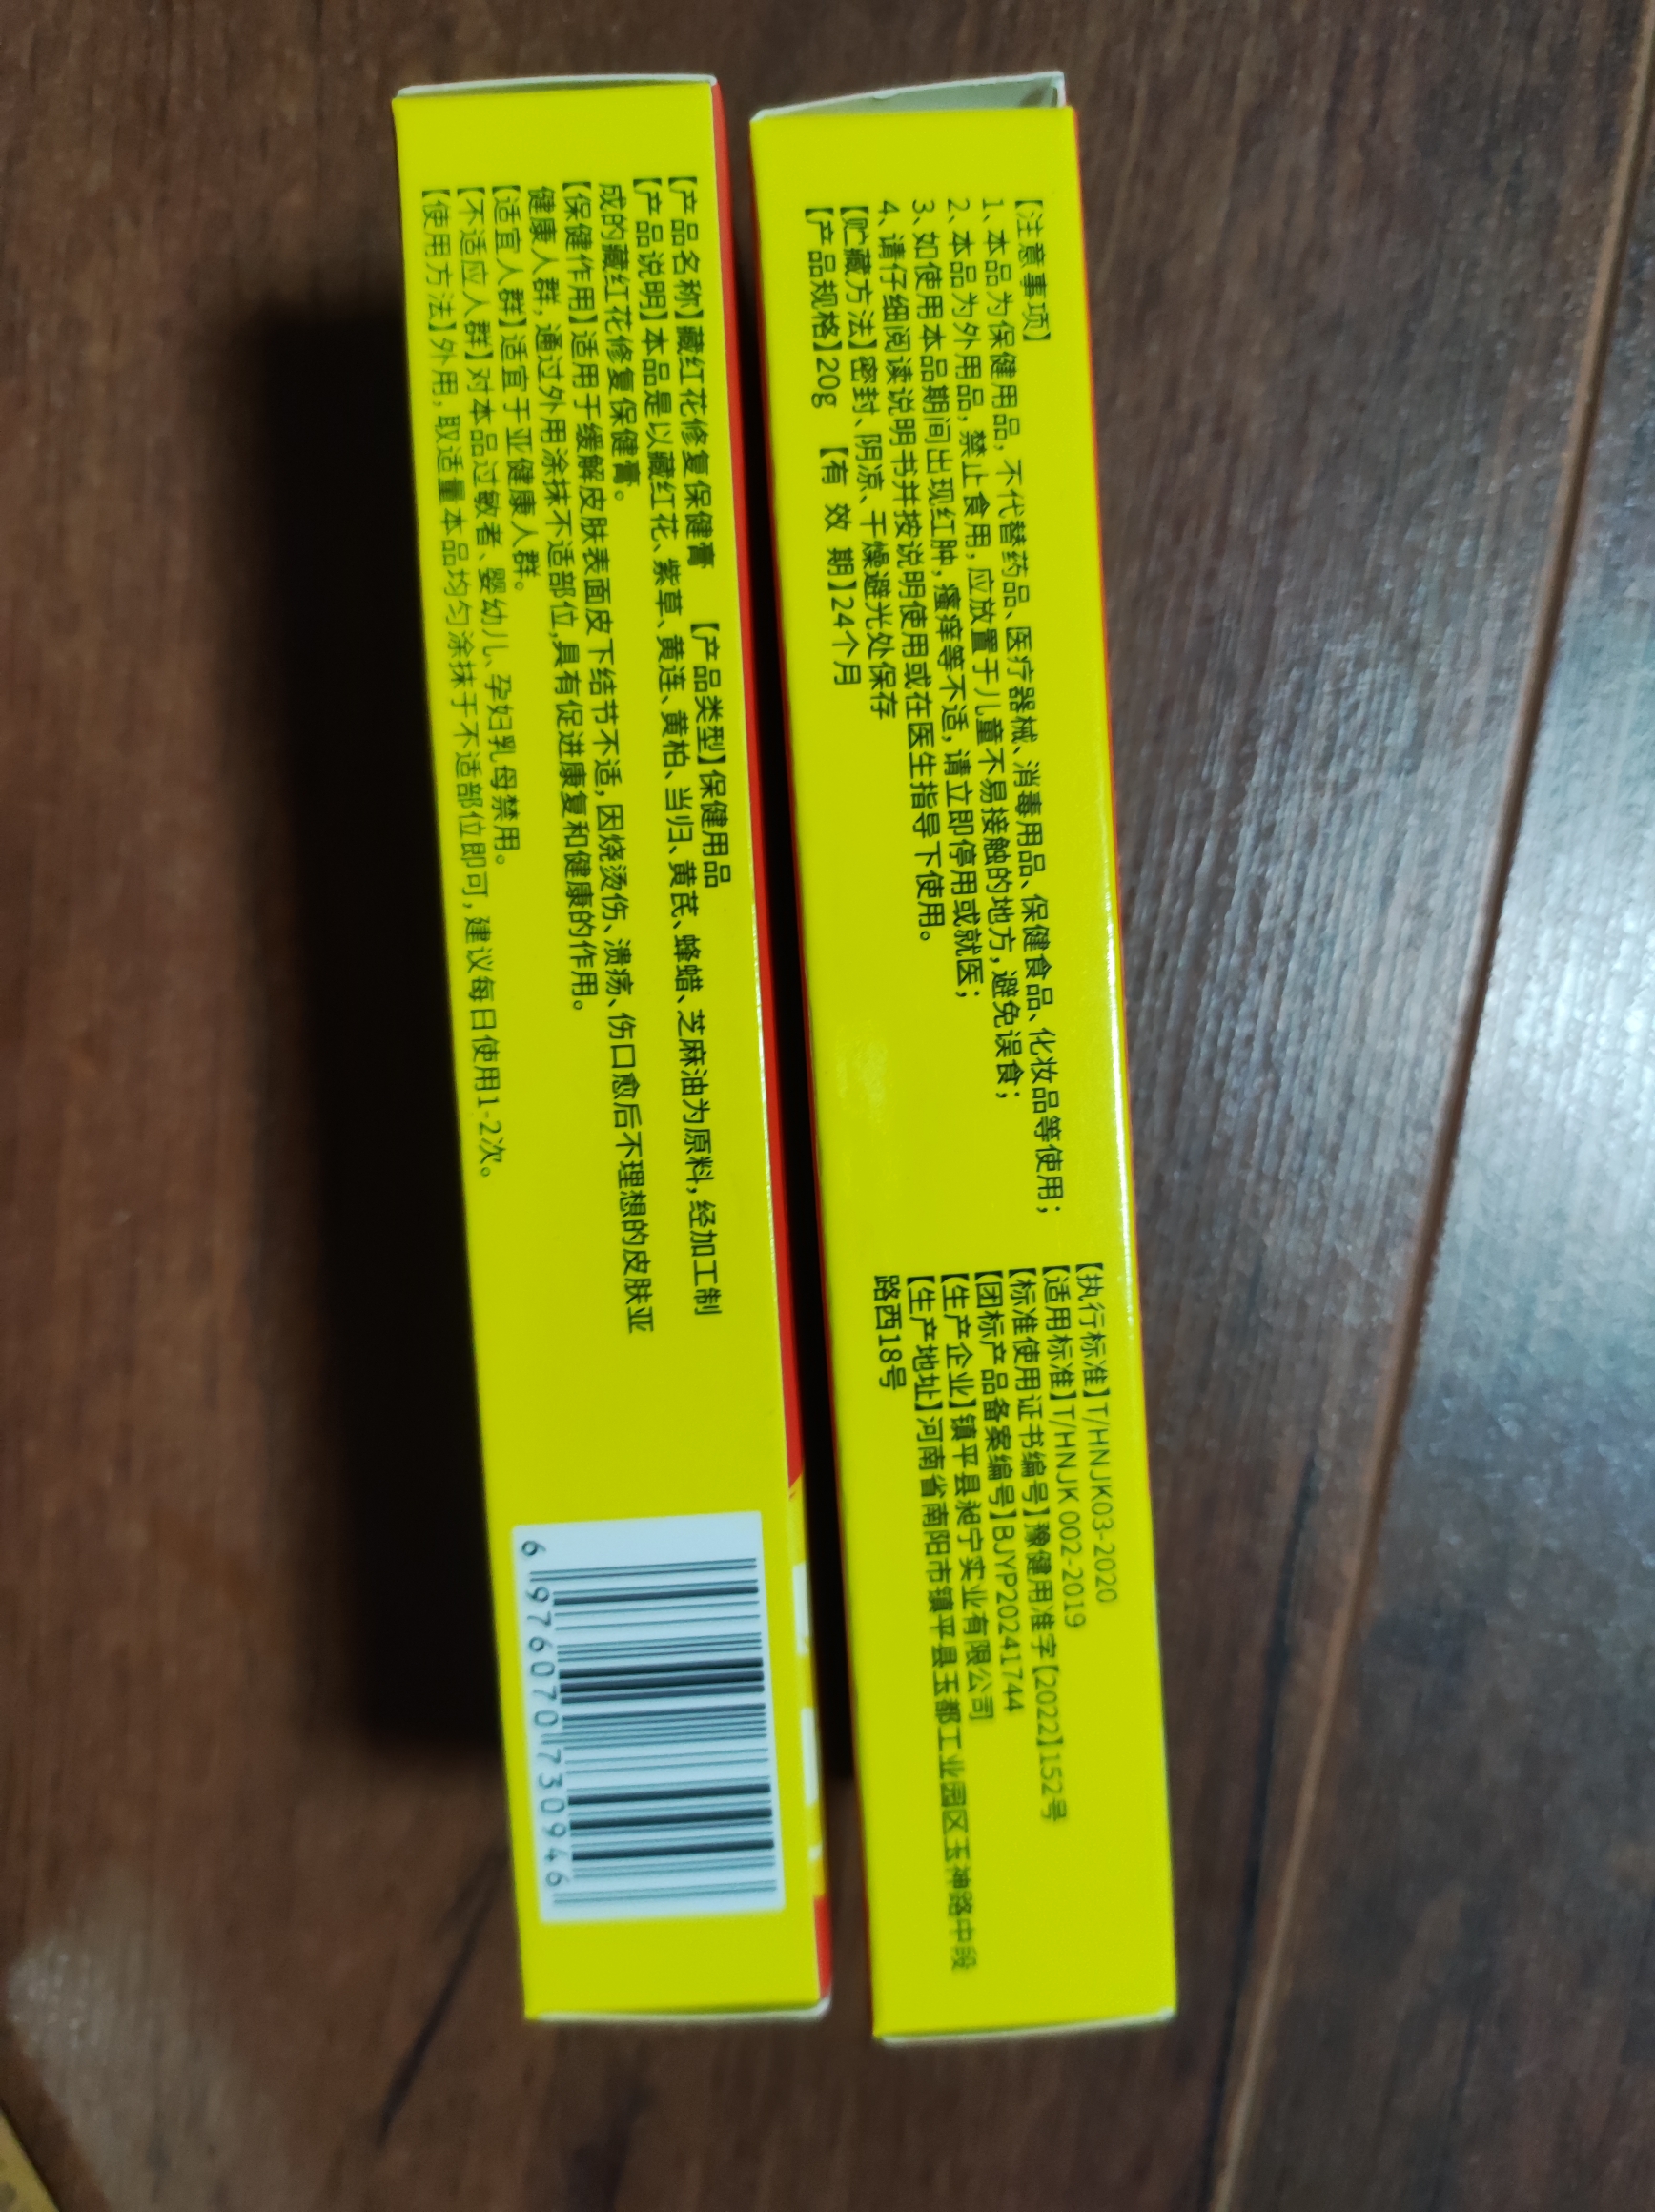 【产品名称】藏红花修复保健膏 【产品类型】保健用品
【产品说明】本品是以藏红花、紫草、黄连、黄柏、当归、黄芪、蜂蜡、芝麻油为原料,经加工制
成的藏红花修复保健膏。
【保健作用】适用于缓解皮肤表面皮下结节不适,因烧烫伤、溃疡、伤口愈后不理想的皮肤亚
健康人群,通过外用涂抹不适部位,具有促进康复和健康的作用。
【适宜人群】适宜于亚健康人群。
【不适应人群】对本品过敏者、婴幼儿、孕妇乳母禁用。
【使用方法】外用,取适量本品均匀涂抹于不适部位即可,建议每日使用1-2次。
6 976070 730946
【注意事项】
1、本品为保健用品,不代替药品、医疗器械、消毒用品、保健食品、化妆品等使用;
2、本品为外用品,禁止食用,应放置于儿童不易接触的地方,避免误食;
3、如使用本品期间出现红肿,瘙痒等不适,请立即停用或就医;
4、请仔细阅读说明书并按说明使用或在医生指导下使用。
【贮藏方法】密封、阴凉、干燥避光处保存
【产品规格】20g 【有 效 期】24个月
【执行标准】T/HNJK03-2020
【适用标准】T/HNJK 002-2019
【标准使用证书编号】豫健用准字【2022】152号
【团标产品备案编号】BJYP20241744
【生产企业】镇平县昶宁实业有限公司
【生产地址】河南省南阳市镇平县玉都工业园区玉神路中段
路西18号